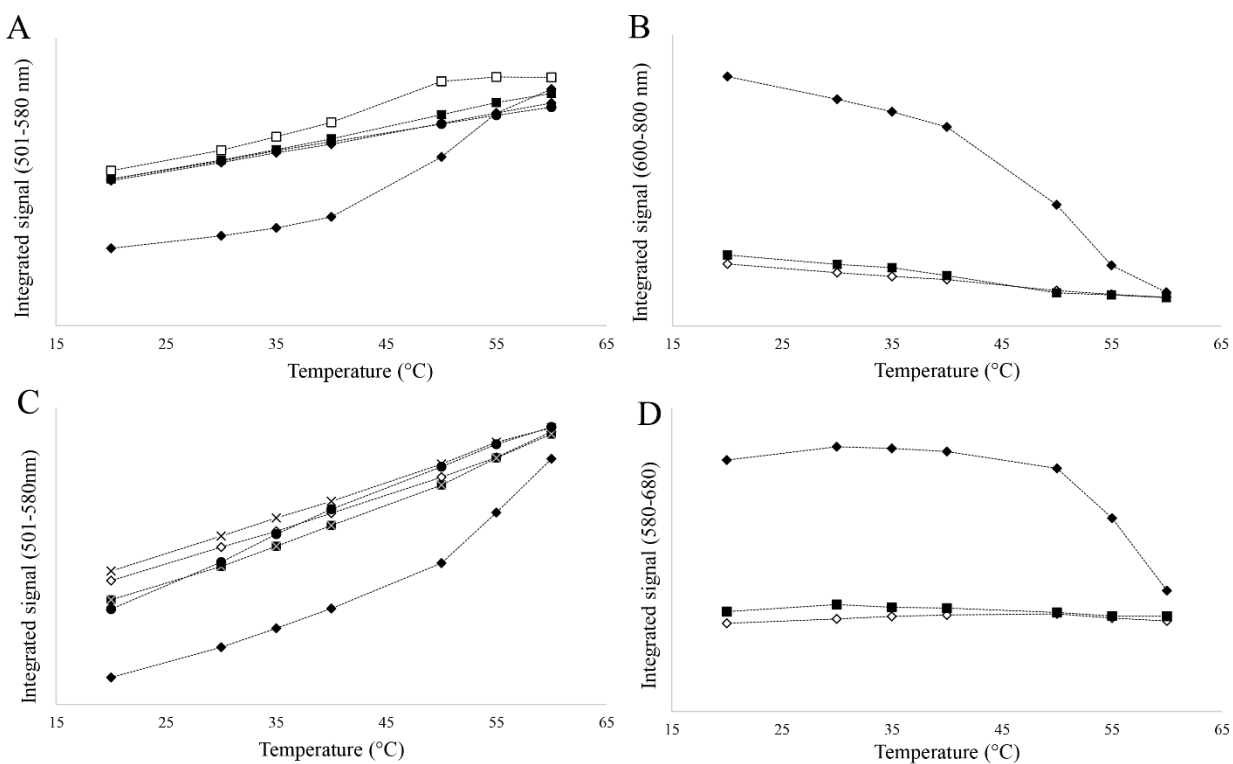 A
Integrated signal (501-580 nm)
15 25 35 45 55 65
Temperature (°C)
B
Integrated signal (600-800 nm)
15 25 35 45 55 65
Temperature (°C)
C
Integrated signal (501-580nm)
15 25 35 45 55 65
Temperature (°C)
D
Integrated signal (580-680)
15 25 35 45 55 65
Temperature (°C)